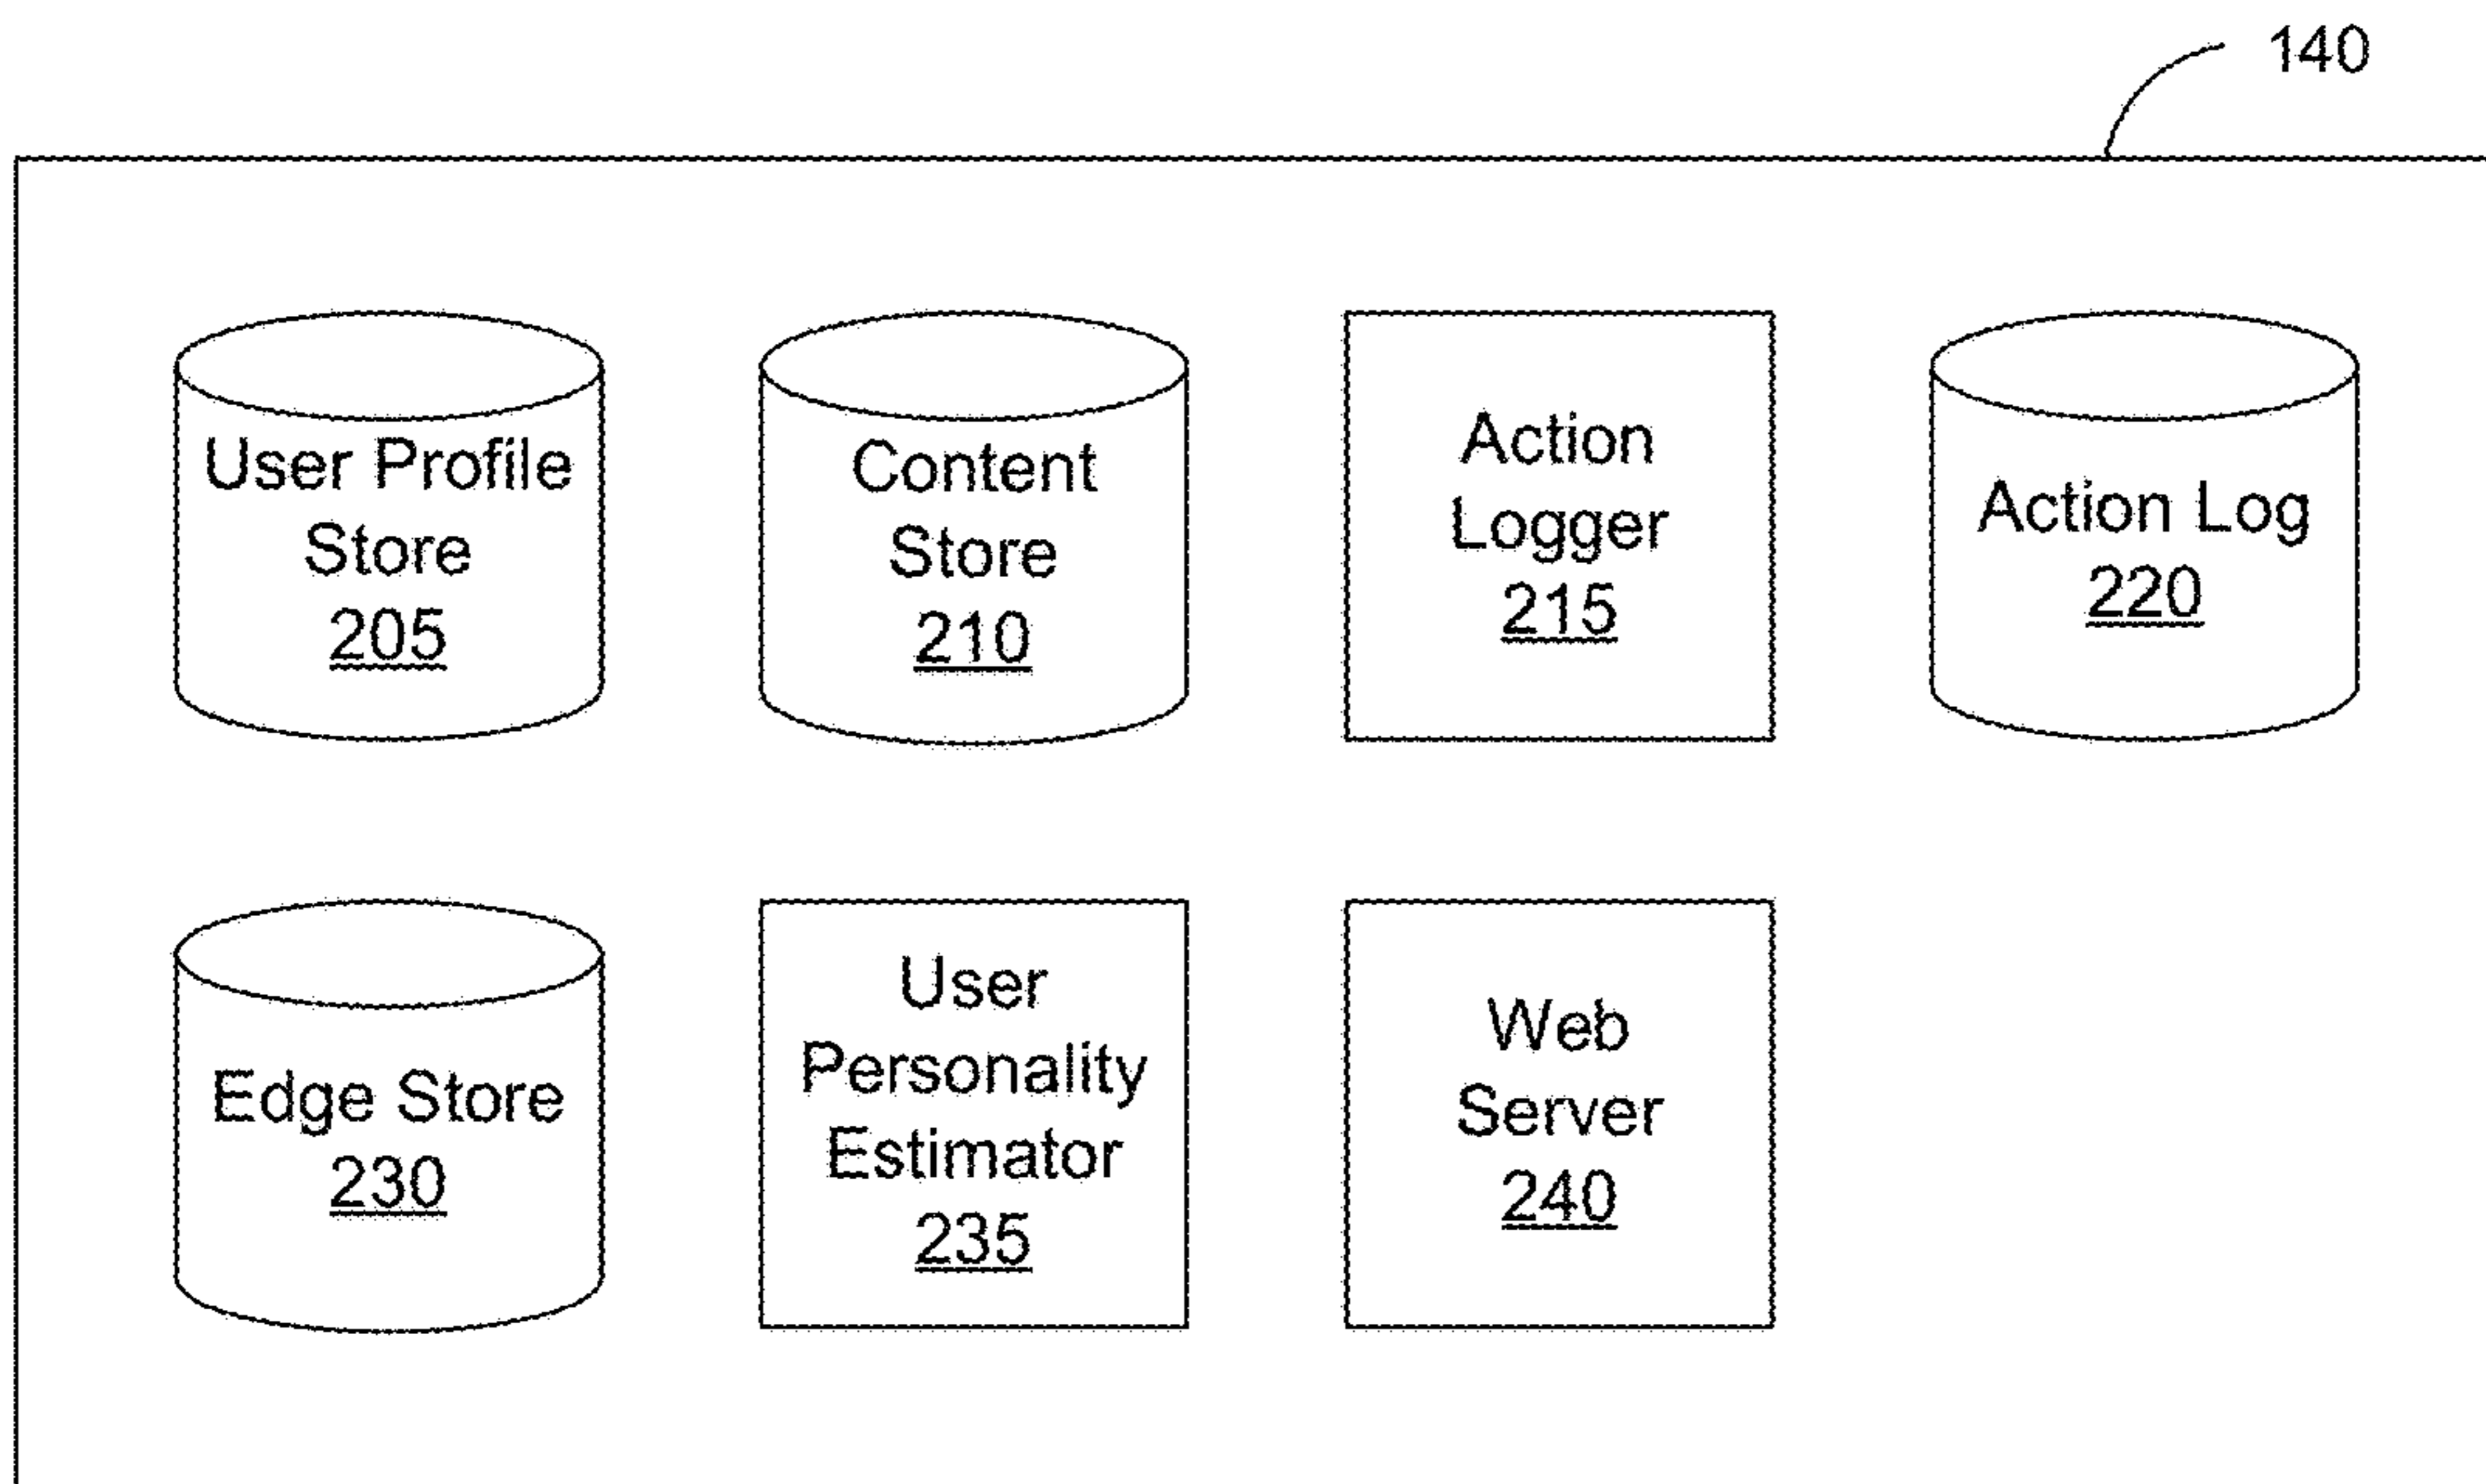 140
User Profile
Store
205
Content
Store
210
Action
Logger
215
Action Log
220
Edge Store
230
User
Personality
Estimator
235
Web
Server
240